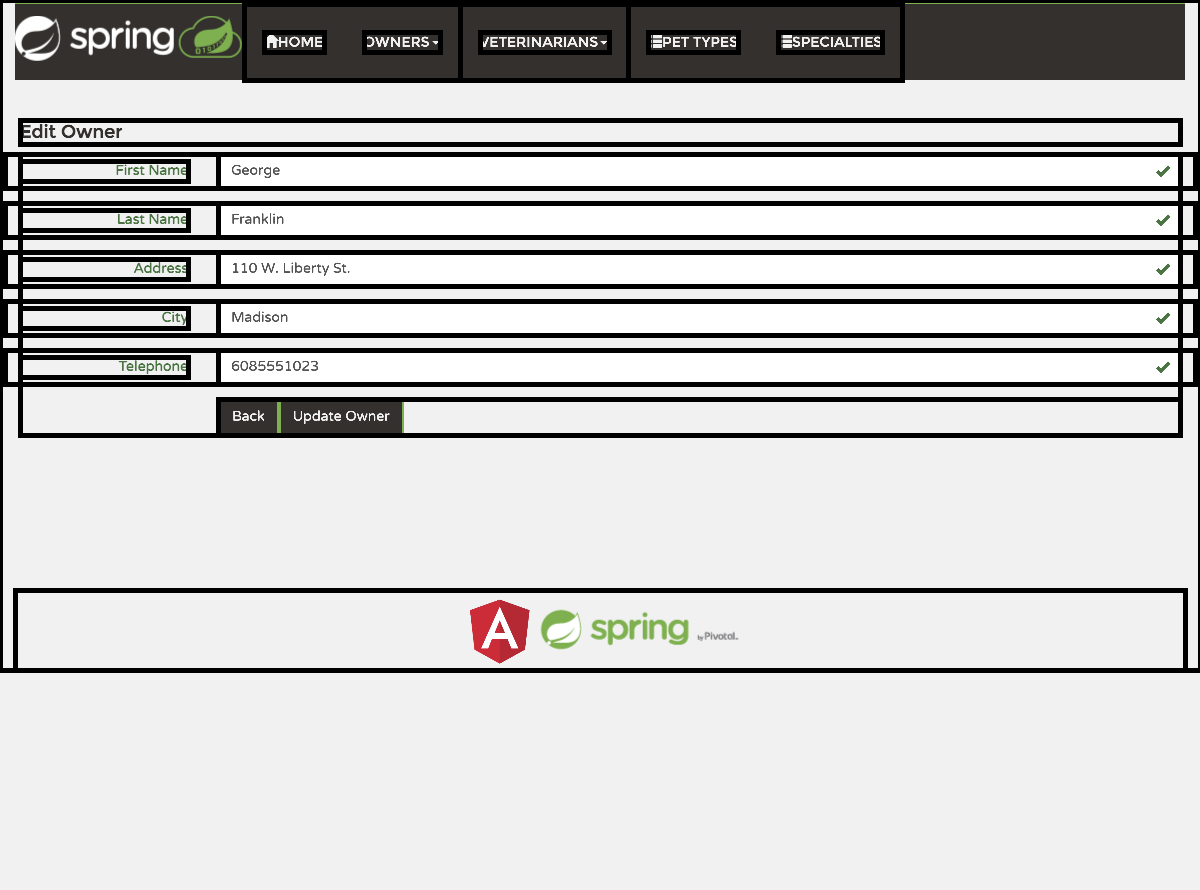 spring HOME OWNERS VETERINARIANS PET TYPES SPECIALTIES
Edit Owner
First Name George
Last Name Franklin
Address 110 W. Liberty St.
City Madison
Telephone 6085551023
Back Update Owner
A spring by Pivotal.